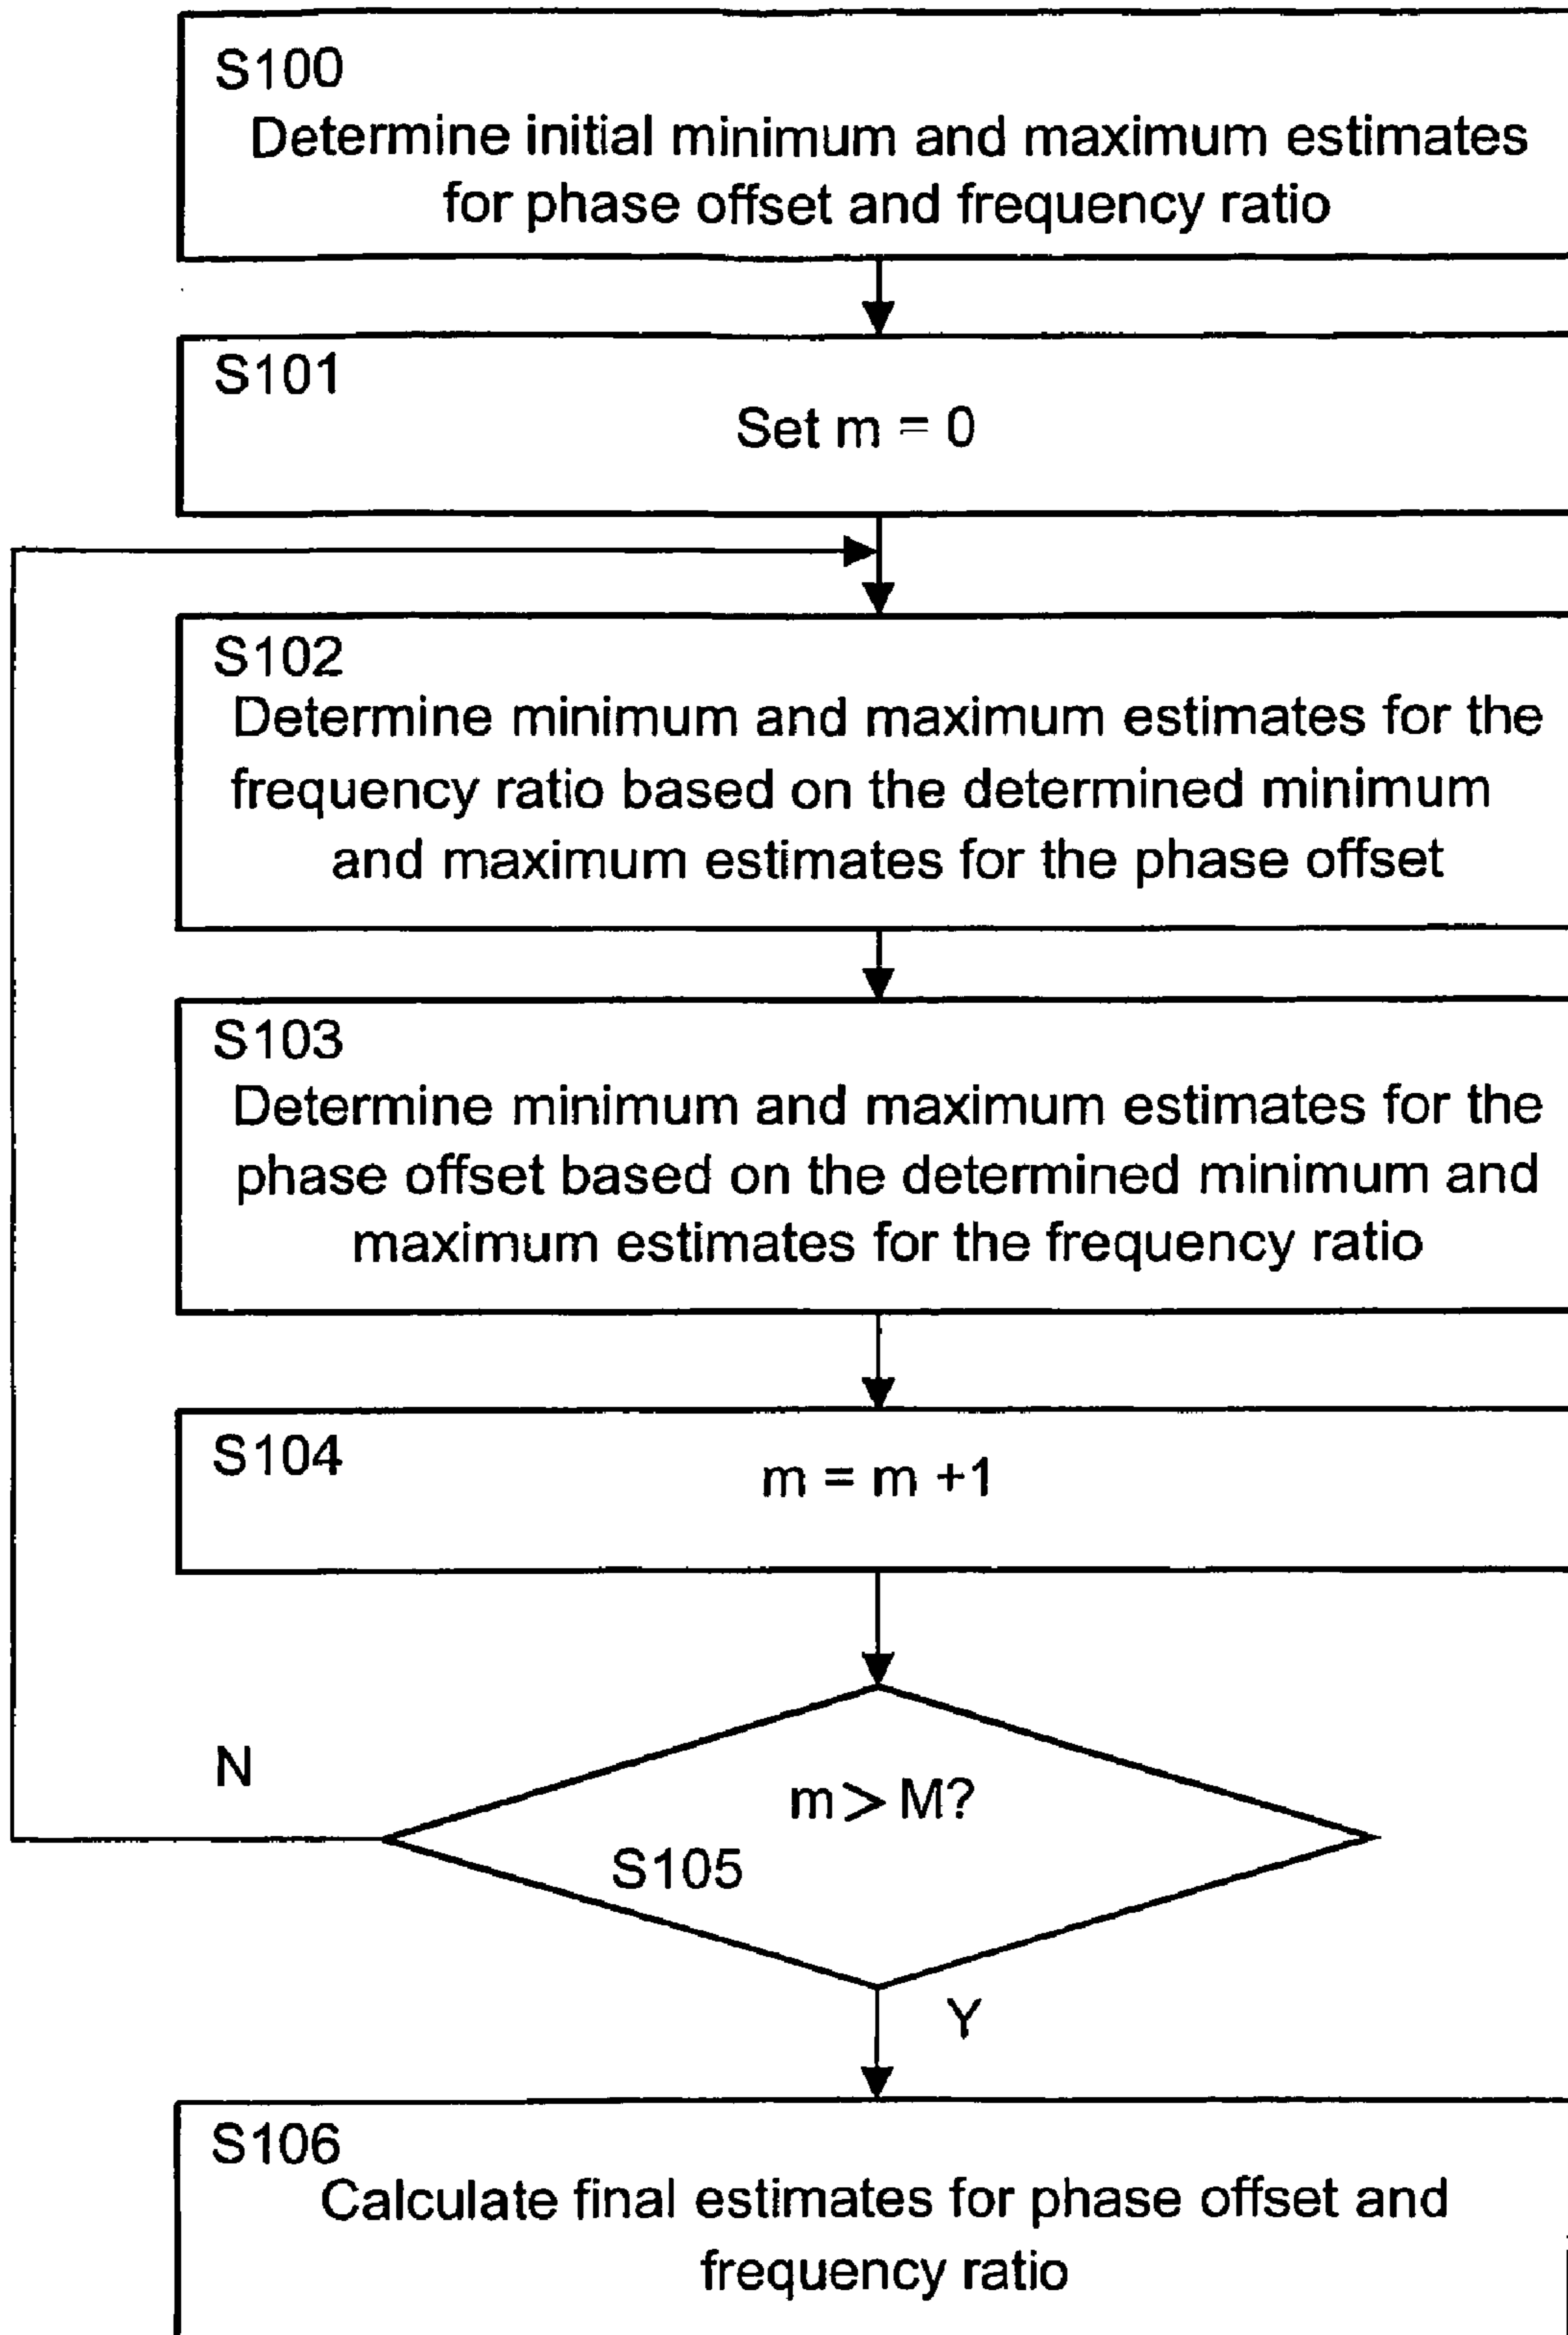 S100
Determine initial minimum and maximum estimates
for phase offset and frequency ratio
S101
Set m = 0
S102
Determine minimum and maximum estimates for the
frequency ratio based on the determined minimum
and maximum estimates for the phase offset
S103
Determine minimum and maximum estimates for the
phase offset based on the determined minimum and
maximum estimates for the frequency ratio
S104
m = m +1
N
m > M?
S105
Y
S106
Calculate final estimates for phase offset and
frequency ratio